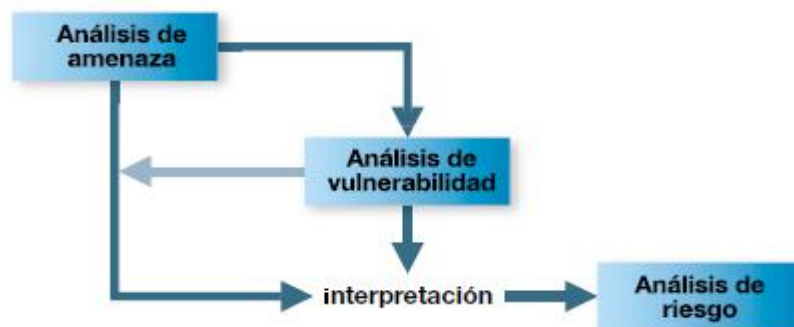 Análisis de
amenaza
Análisis de
vulnerabilidad
interpretación
Análisis de
riesgo